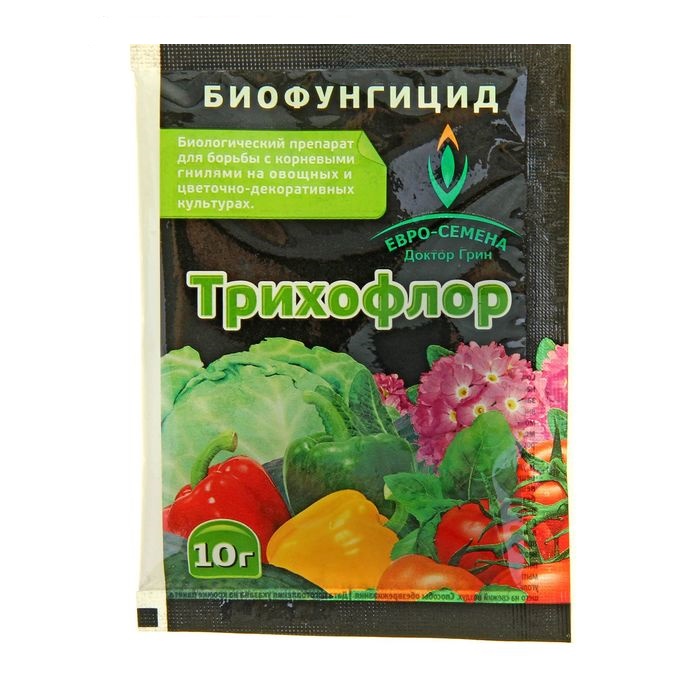 БИОФУНГИЦИД
Биологический препарат
для борьбы с корневыми
гнилями на овощных и
цветочно-декоративных
культурах.
ЕВРО-СЕМЕНА
Доктор Грин
Трихофлор
10г